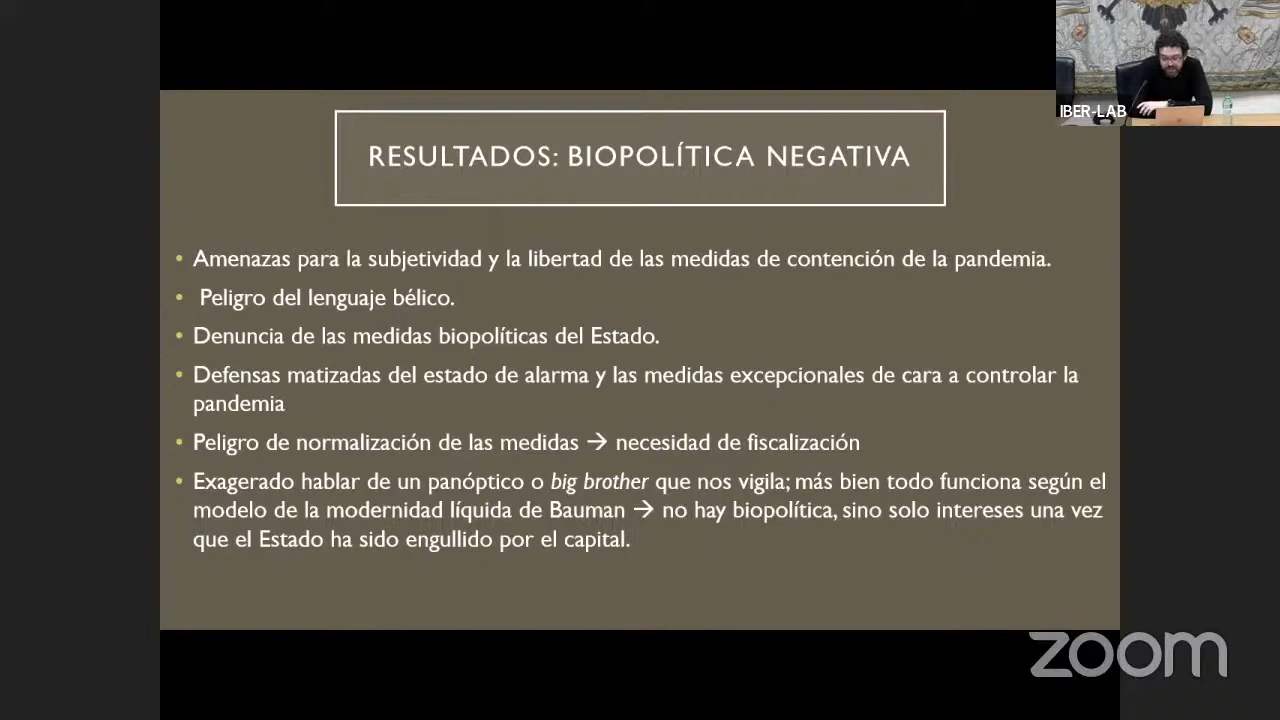 IBER-LAB
RESULTADOS: BIOPOLÍTICA NEGATIVA
• Amenazas para la subjetividad y la libertad de las medidas de contención de la pandemia.
• Peligro del lenguaje bélico.
• Denuncia de las medidas biopolíticas del Estado.
• Defensas matizadas del estado de alarma y las medidas excepcionales de cara a controlar la
pandemia
• Peligro de normalización de las medidas → necesidad de fiscalización
• Exagerado hablar de un panóptico o big brother que nos vigila; más bien todo funciona según el
modelo de la modernidad líquida de Bauman → no hay biopolítica, sino solo intereses una vez
que el Estado ha sido engullido por el capital.
zoom